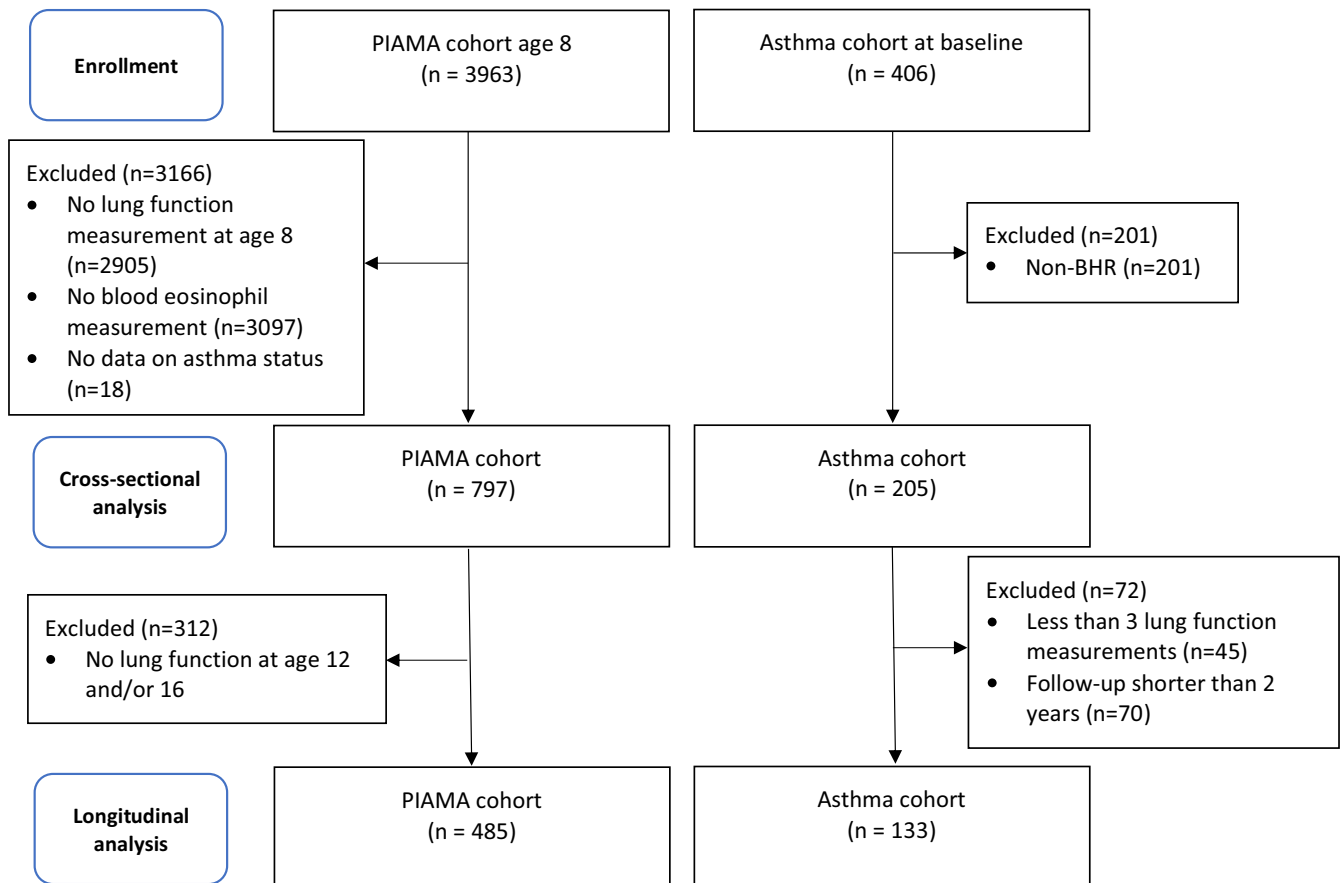 Enrollment
PIAMA cohort age 8
(n = 3963)
Asthma cohort at baseline
(n = 406)
Excluded (n=3166)
• No lung function
measurement at age 8
(n=2905)
• No blood eosinophil
measurement (n=3097)
• No data on asthma status
(n=18)
Excluded (n=201)
• Non-BHR (n=201)
Cross-sectional
analysis
PIAMA cohort
(n = 797)
Asthma cohort
(n = 205)
Excluded (n=312)
• No lung function at age 12
and/or 16
Excluded (n=72)
• Less than 3 lung function
measurements (n=45)
• Follow-up shorter than 2
years (n=70)
Longitudinal
analysis
PIAMA cohort
(n = 485)
Asthma cohort
(n = 133)